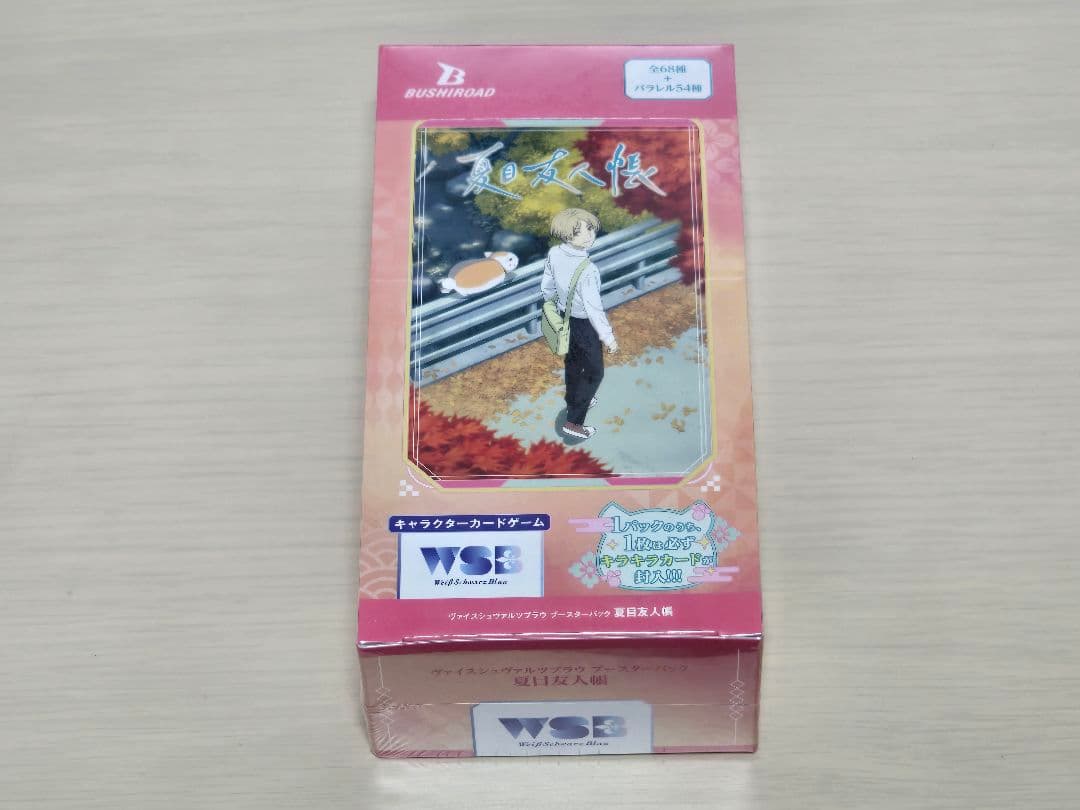 BUSHIROAD
全68種
+
パラレル54種
夏目友人帳
キャラクターカードゲーム
WSB
Weiß Schwarz Blau
1パックのうち、
1枚は必ず
キラキラカードが
封入!!!
ヴァイスシュヴァルツブラウ ブースターパック 夏目友人帳
ヴァイスシュヴァルツブラウ ブースターパック
夏目友人帳
WSB
Weiß Schwarz Blau